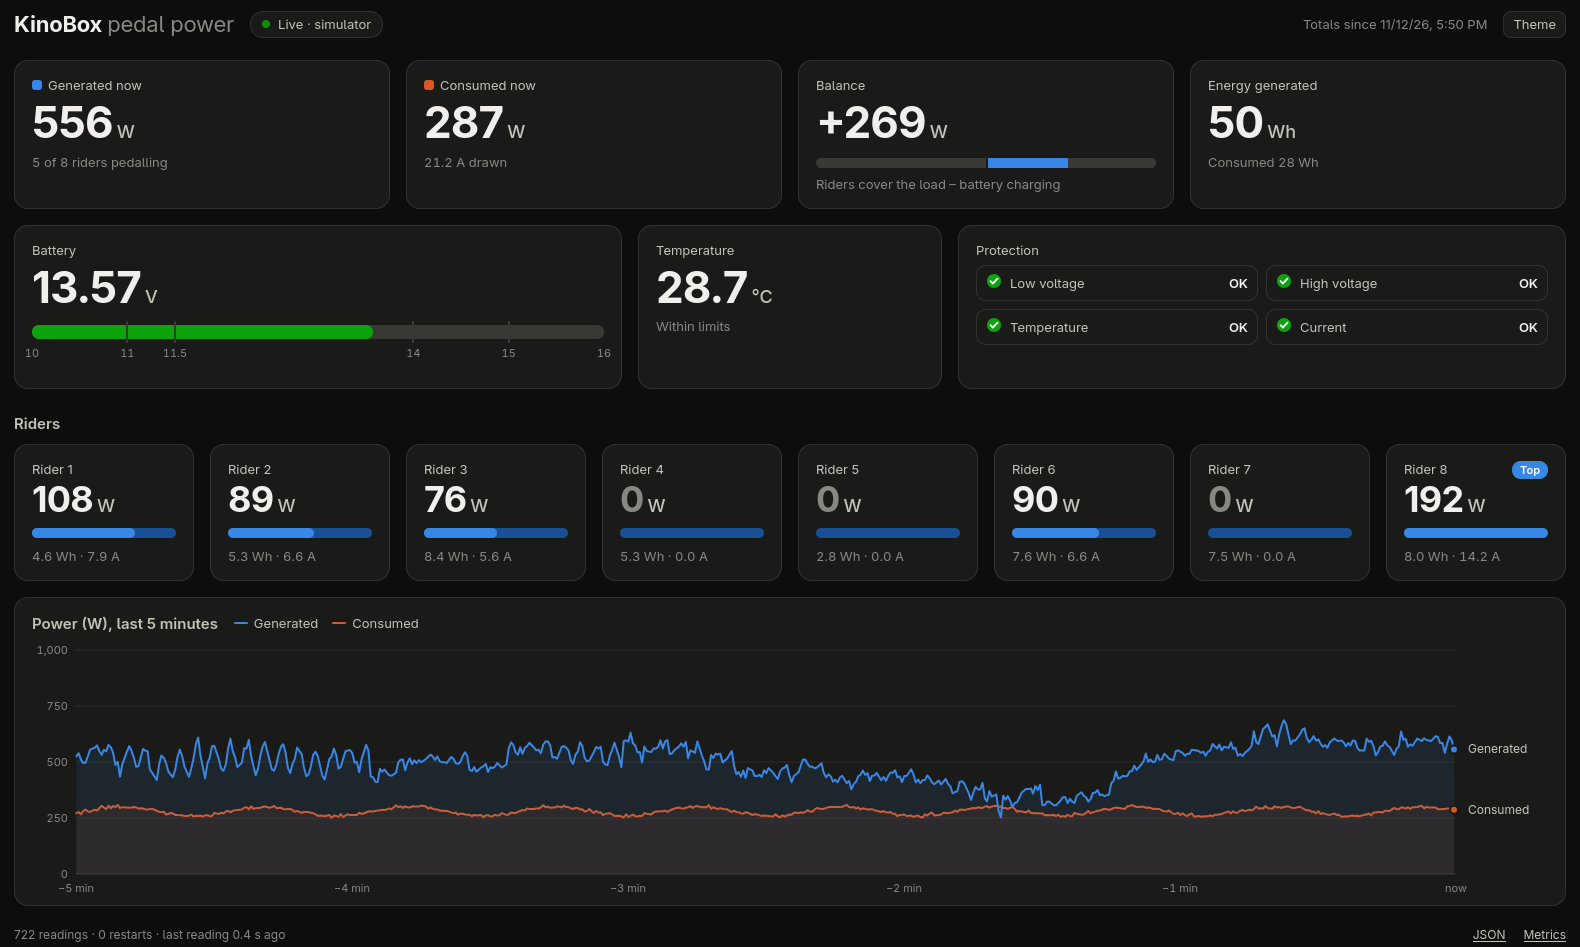 KinoBox pedal power
Live · simulator
Totals since 11/12/26, 5:50 PM
Theme
Generated now
556 W
5 of 8 riders pedalling
Consumed now
287 W
21.2 A drawn
Balance
+269 W
Riders cover the load – battery charging
Energy generated
50 Wh
Consumed 28 Wh
Battery
13.57 V
10 11 11.5 14 15 16
Temperature
28.7 °C
Within limits
Protection
Low voltage OK
High voltage OK
Temperature OK
Current OK
Riders
Rider 1
108 W
4.6 Wh · 7.9 A
Rider 2
89 W
5.3 Wh · 6.6 A
Rider 3
76 W
8.4 Wh · 5.6 A
Rider 4
0 W
5.3 Wh · 0.0 A
Rider 5
0 W
2.8 Wh · 0.0 A
Rider 6
90 W
7.6 Wh · 6.6 A
Rider 7
0 W
7.5 Wh · 0.0 A
Rider 8 Top
192 W
8.0 Wh · 14.2 A
Power (W), last 5 minutes
Generated
Consumed
1,000
750
500
250
0
Generated
Consumed
−5 min −4 min −3 min −2 min −1 min now
722 readings · 0 restarts · last reading 0.4 s ago
JSON
Metrics